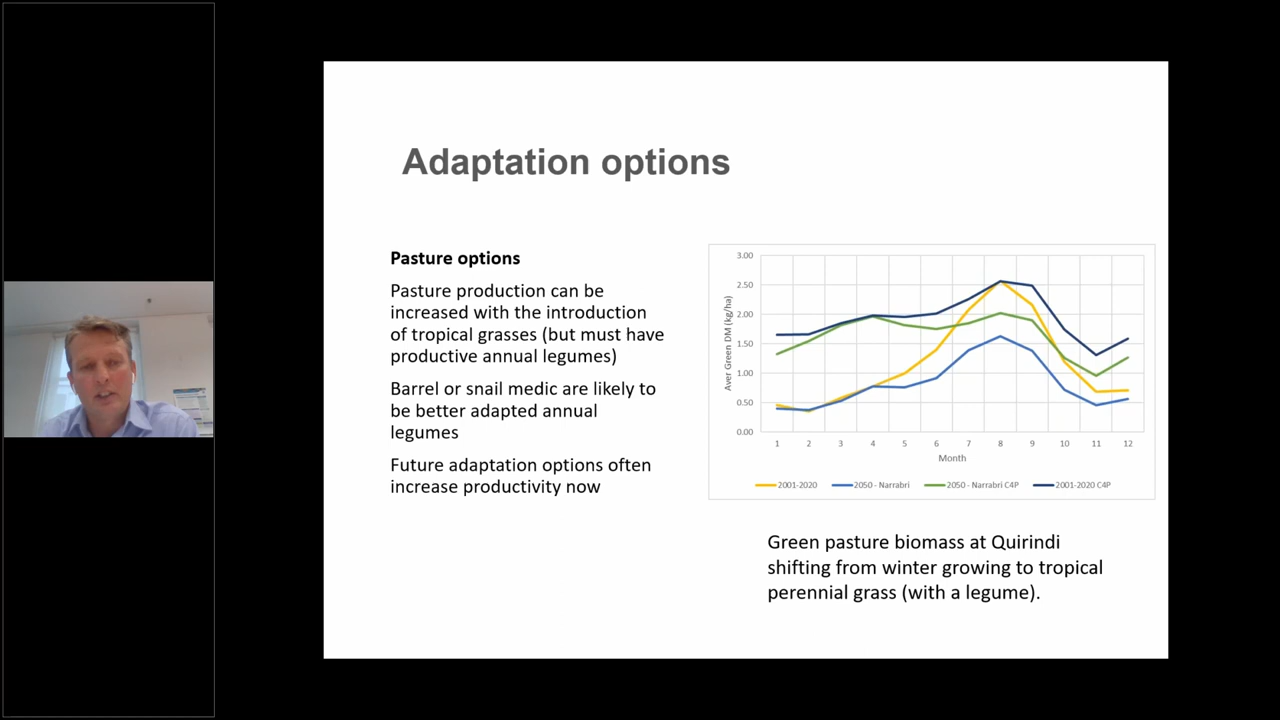 Adaptation options
Pasture options
Pasture production can be
increased with the introduction
of tropical grasses (but must have
productive annual legumes)
Barrel or snail medic are likely to
be better adapted annual
legumes
Future adaptation options often
increase productivity now
3.00
2.50
2.00
1.50
1.00
0.50
0.00
Aver Green DM (kg/ha)
1 2 3 4 5 6 7 8 9 10 11 12
Month
2001-2020 2050 - Narrabri 2050 - Narrabri C4P 2001-2020 C4P
Green pasture biomass at Quirindi
shifting from winter growing to tropical
perennial grass (with a legume).